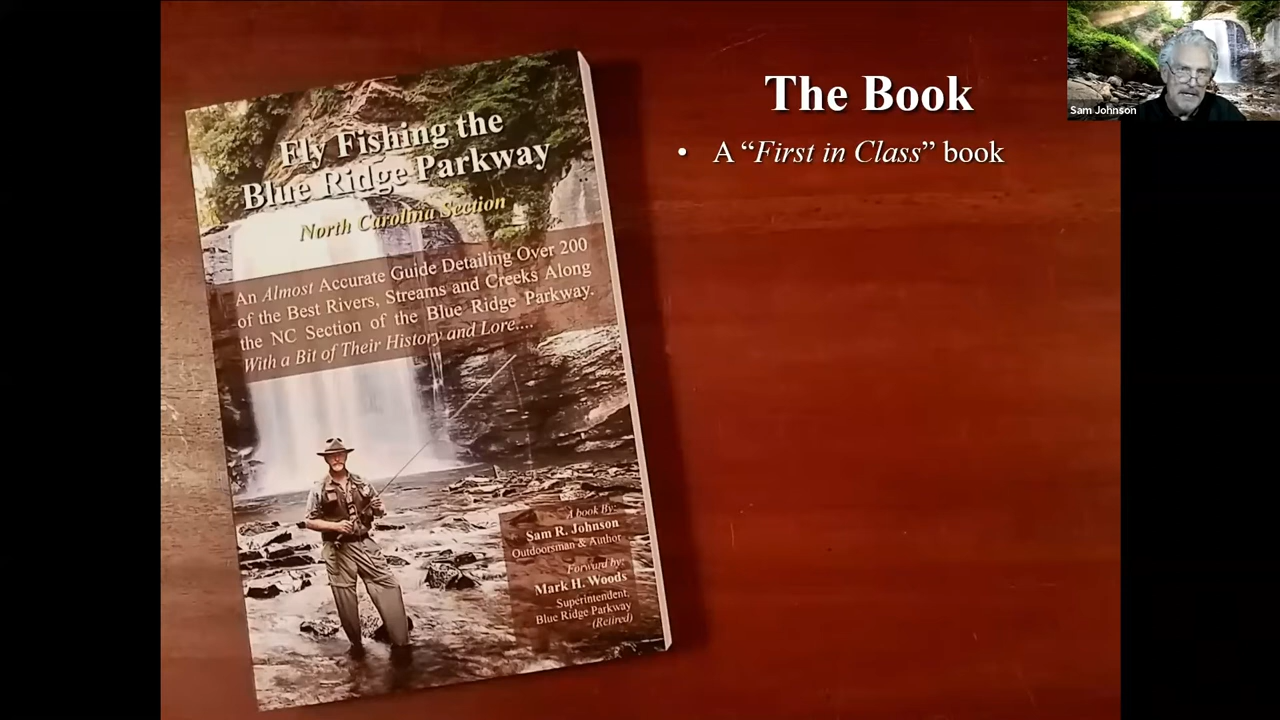 Fly Fishing the
Blue Ridge Parkway
North Carolina Section
An Almost Accurate Guide Detailing Over 200
of the Best Rivers, Streams and Creeks Along
the NC Section of the Blue Ridge Parkway.
With a Bit of Their History and Lore....
A book By:
Sam R. Johnson
Outdoorsman & Author
Forward by:
Mark H. Woods
Superintendent,
Blue Ridge Parkway
(Retired)
The Book
• A “First in Class” book
Sam Johnson